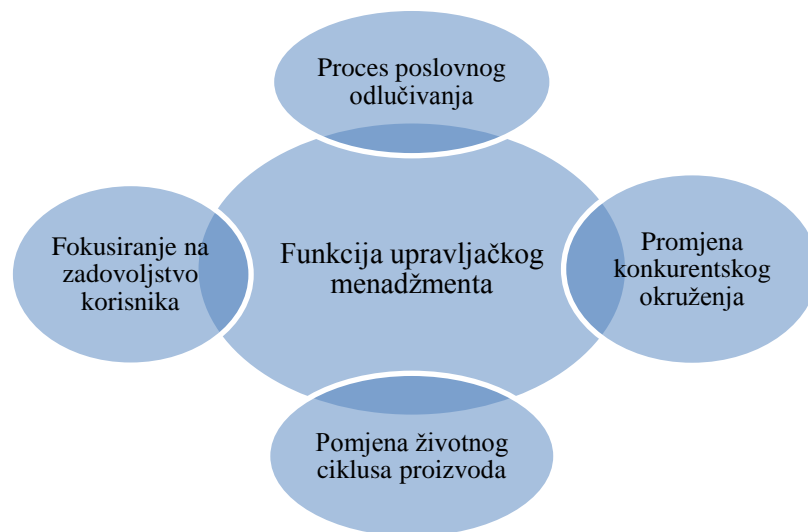 Proces poslovnog
odlučivanja
Fokusiranje na
zadovoljstvo
korisnika
Funkcija upravljačkog
menadžmenta
Promjena
konkurentskog
okruženja
Pomjena životnog
ciklusa proizvoda